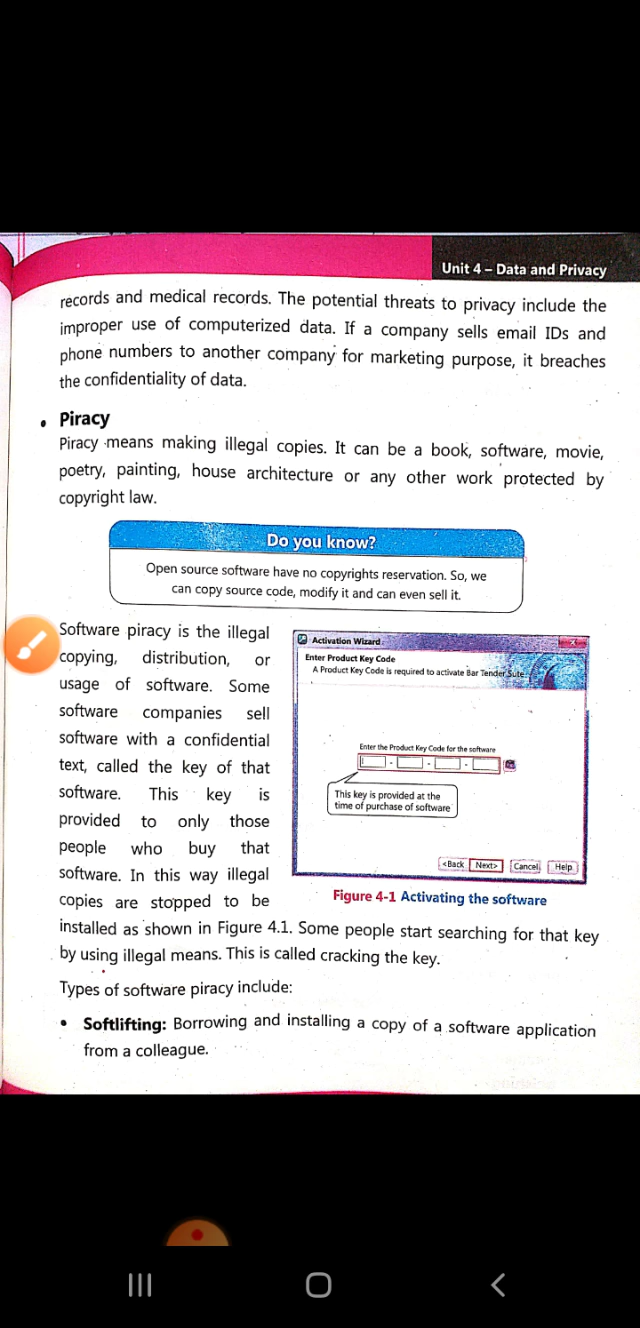 Unit 4 – Data and Privacy
records and medical records. The potential threats to privacy include the
improper use of computerized data. If a company sells email IDs and
phone numbers to another company for marketing purpose, it breaches
the confidentiality of data.
• Piracy
Piracy means making illegal copies. It can be a book, software, movie,
poetry, painting, house architecture or any other work protected by
copyright law.
Do you know?
Open source software have no copyrights reservation. So, we
can copy source code, modify it and can even sell it.
Software piracy is the illegal
copying, distribution, or
usage of software. Some
software companies sell
software with a confidential
text, called the key of that
software. This key is
provided to only those
people who buy that
software. In this way illegal
copies are stopped to be
Activation Wizard
Enter Product Key Code
A Product Key Code is required to activate Bar Tender Sute
Enter the Product Key Code for the software
This key is provided at the
time of purchase of software
<Back Next> Cancel Help
Figure 4-1 Activating the software
installed as shown in Figure 4.1. Some people start searching for that key
by using illegal means. This is called cracking the key.
Types of software piracy include:
• Softlifting: Borrowing and installing a copy of a software application
from a colleague.